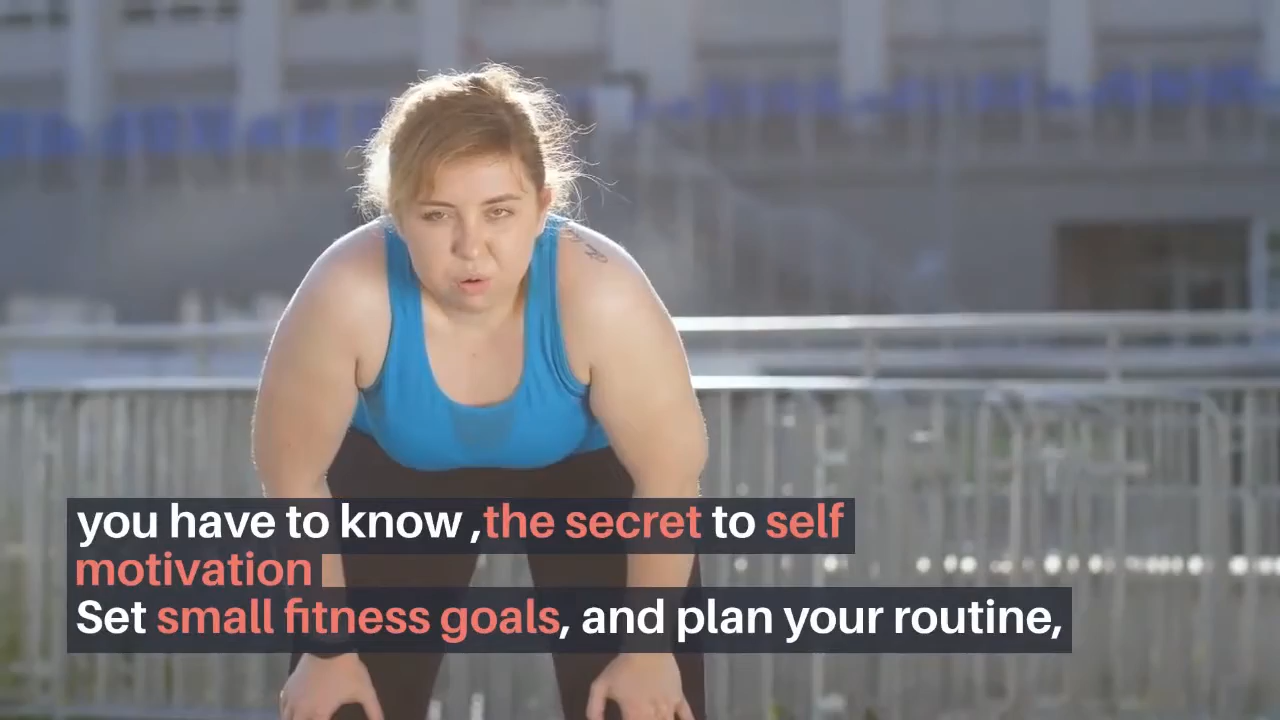 you have to know ,the secret to self
motivation
Set small fitness goals, and plan your routine,